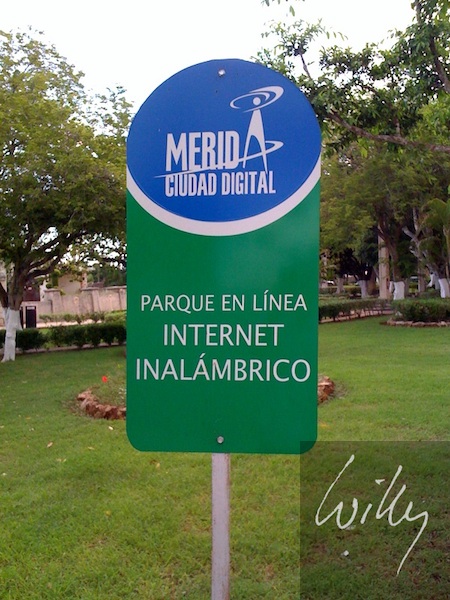 MERIDA
CIUDAD DIGITAL
PARQUE EN LÍNEA
INTERNET
INALÁMBRICO
Willy